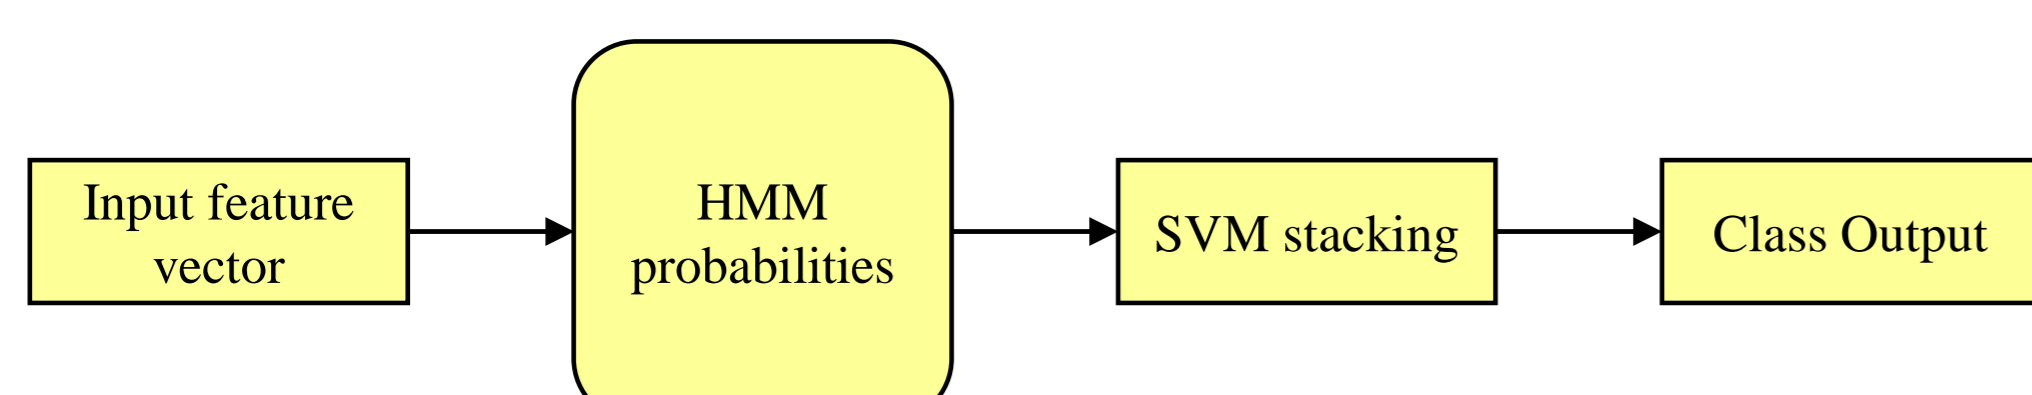 Input feature
vector
HMM
probabilities
SVM stacking
Class Output